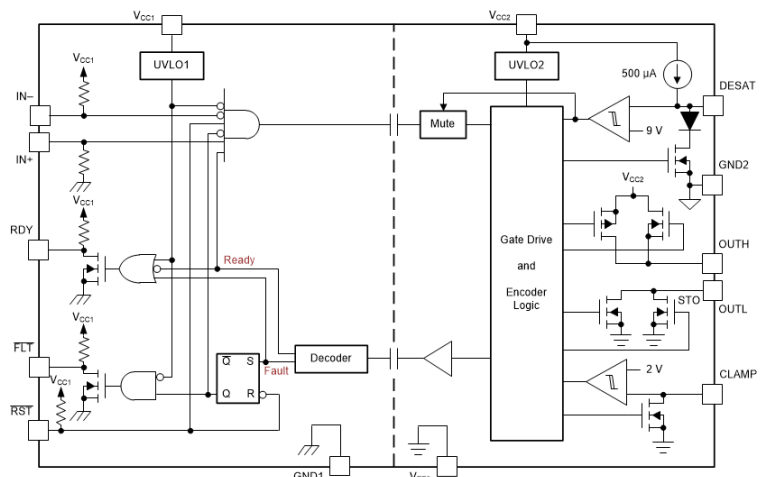 VCC1
VCC2
VCC1
UVLO1
UVLO2
500 µA
DESAT
IN–
Mute
9 V
IN+
GND2
VCC1
VCC2
RDY
Ready
Gate Drive
and
Encoder
Logic
OUTH
STO
OUTL
VCC1
FLT
Q S
Decoder
Fault
2 V
CLAMP
VCC1
Q R
RST
GND1